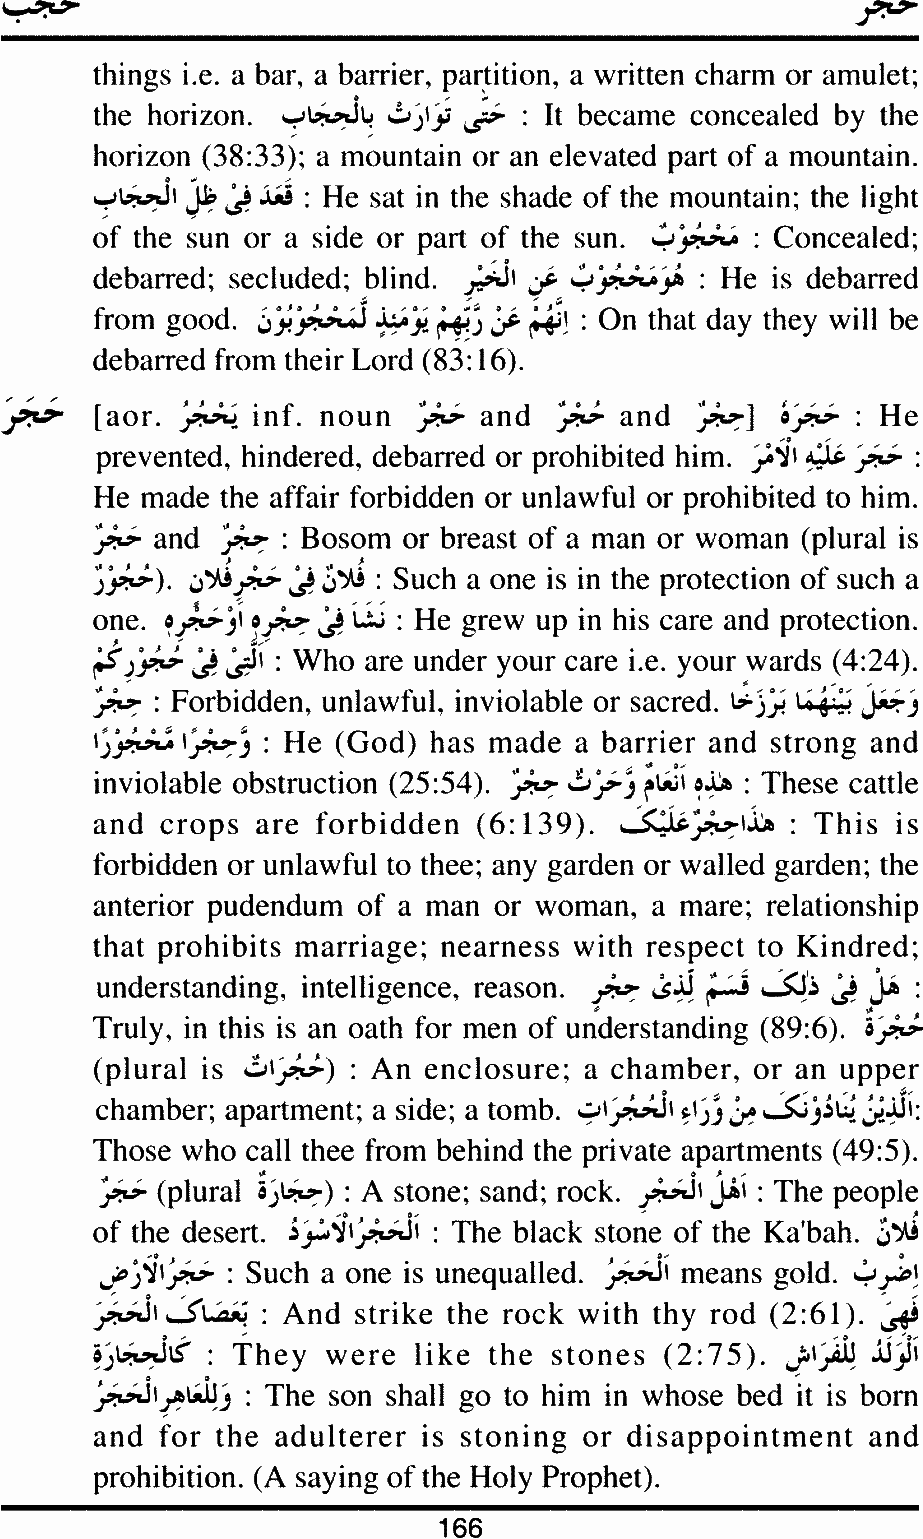 حجب حجر
things i.e. a bar, a barrier, partition, a written charm or amulet;
the horizon. حَتّٰى تَوَارَتْ بِالْحِجَابِ : It became concealed by the
horizon (38:33); a mountain or an elevated part of a mountain.
قَعَدَ فِى ظِلِّ الْحِجَابِ : He sat in the shade of the mountain; the light
of the sun or a side or part of the sun. مَحْجُوْبٌ : Concealed;
debarred; secluded; blind. هُوَمَحْجُوْبٌ عَنِ الْخَيْرِ : He is debarred
from good. اِنَّهُمْ عَنْ رَّبِّهِمْ يَوْمَئِذٍ لَّمَحْجُوْبُوْنَ : On that day they will be
debarred from their Lord (83:16).
حَجَرَ [aor. يَحْجُرُ inf. noun حَجْرٌ and حُجْرٌ and حِجْرٌ] حَجَرَهُ : He
prevented, hindered, debarred or prohibited him. حَجَرَ عَلَيْهِ الْاَمْرَ :
He made the affair forbidden or unlawful or prohibited to him.
حَجْرٌ and حِجْرٌ : Bosom or breast of a man or woman (plural is
حُجُوْرٌ). فُلَانٌ فِى حَجْرِفُلَانٍ : Such a one is in the protection of such a
one. نَشَاَ فِى حِجْرِهِ اَوْحَجْرِهِ : He grew up in his care and protection.
اَلّٰتِى فِى حُجُوْرِكُمْ : Who are under your care i.e. your wards (4:24).
حِجْرٌ : Forbidden, unlawful, inviolable or sacred. وَجَعَلَ بَيْنَهُمَا بَرْزَخًا
وَّحِجْرًا مَّحْجُوْرًا : He (God) has made a barrier and strong and
inviolable obstruction (25:54). هٰذِهٖ اَنْعَامٌ وَّحَرْثٌ حِجْرٌ : These cattle
and crops are forbidden (6:139). هٰذَاحِجْرٌعَلَيْكَ : This is
forbidden or unlawful to thee; any garden or walled garden; the
anterior pudendum of a man or woman, a mare; relationship
that prohibits marriage; nearness with respect to Kindred;
understanding, intelligence, reason. هَلْ فِى ذٰلِكَ قَسَمٌ لِّذِى حِجْرٍ :
Truly, in this is an oath for men of understanding (89:6). حُجْرَةٌ
(plural is حُجُرَاتٌ) : An enclosure; a chamber, or an upper
chamber; apartment; a side; a tomb. اَلَّذِيْنَ يُنَادُوْنَكَ مِنْ وَّرَآءِ الْحُجُرَاتِ:
Those who call thee from behind the private apartments (49:5).
حَجَرٌ (plural حِجَارَةٌ) : A stone; sand; rock. اَهْلُ الْحَجَرِ : The people
of the desert. اَلْحَجَرُالْاَسْوَدُ : The black stone of the Ka'bah. فُلَانٌ
حَجَرُالْاَرْضِ : Such a one is unequalled. اَلْحَجَرُ means gold. اِضْرِبْ
بِّعَصَاكَ الْحَجَرَ : And strike the rock with thy rod (2:61). فَهِىَ
كَالْحِجَارَةِ : They were like the stones (2:75). اَلْوَلَدُ لِلْفِرَاشِ
وَلِلْعَاهِرِالْحَجَرُ : The son shall go to him in whose bed it is born
and for the adulterer is stoning or disappointment and
prohibition. (A saying of the Holy Prophet).
166